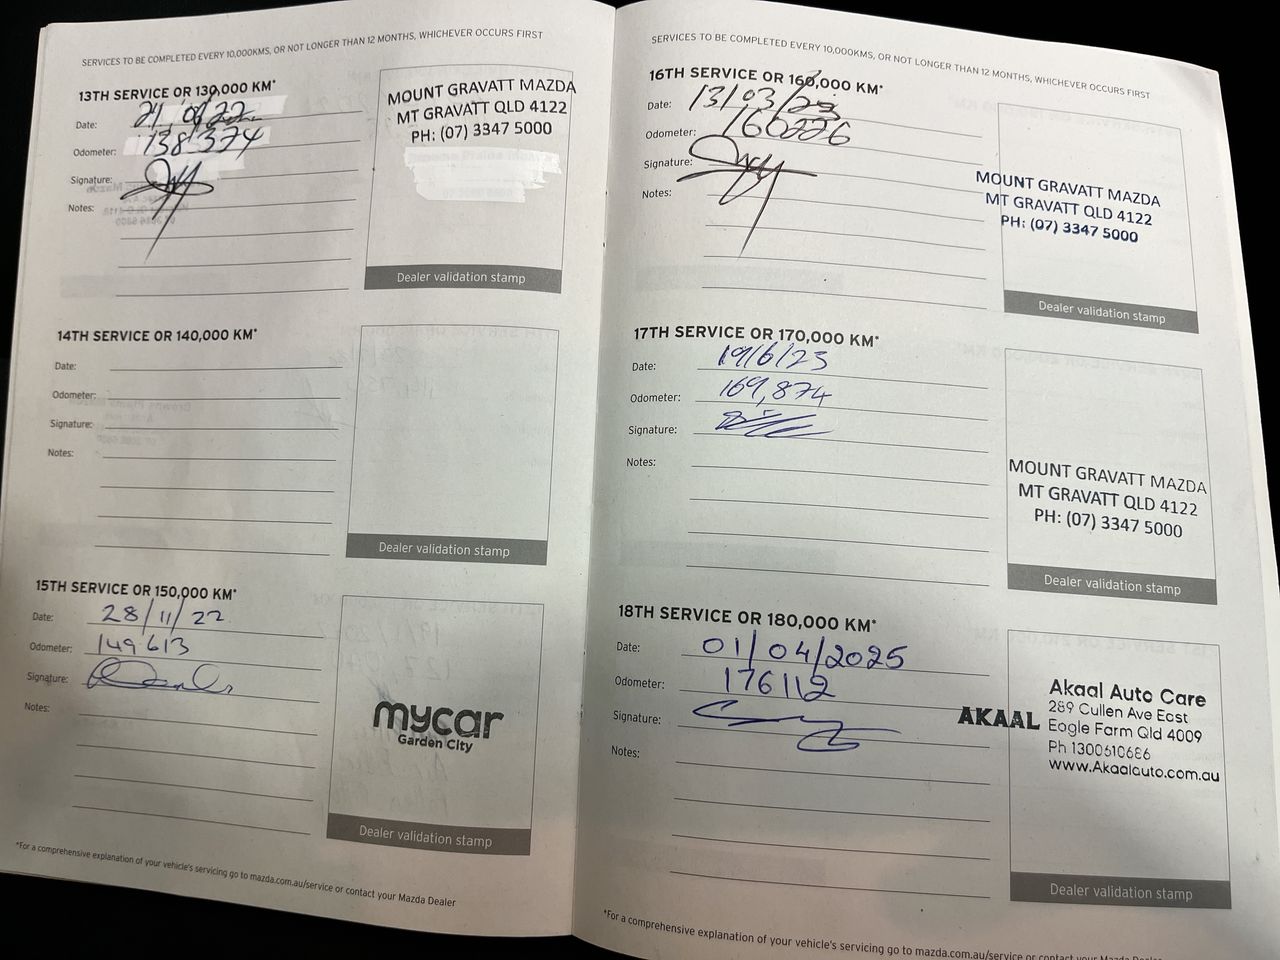 SERVICES TO BE COMPLETED EVERY 10,000KMS, OR NOT LONGER THAN 12 MONTHS, WHICHEVER OCCURS FIRST
13TH SERVICE OR 130,000 KM*
Date:
Odometer: 138374
Signature:
Notes:
MOUNT GRAVATT MAZDA
MT GRAVATT QLD 4122
PH: (07) 3347 5000
Dealer validation stamp
14TH SERVICE OR 140,000 KM*
Date:
Odometer:
Signature:
Notes:
Dealer validation stamp
15TH SERVICE OR 150,000 KM*
Date: 28/11/22
Odometer: 149613
Signature:
Notes:
mycar
Garden City
Dealer validation stamp
*For a comprehensive explanation of your vehicle's servicing go to mazda.com.au/service or contact your Mazda Dealer
SERVICES TO BE COMPLETED EVERY 10,000KMS, OR NOT LONGER THAN 12 MONTHS, WHICHEVER OCCURS FIRST
16TH SERVICE OR 160,000 KM*
Date: 13/03/23
Odometer: 160226
Signature:
Notes:
MOUNT GRAVATT MAZDA
MT GRAVATT QLD 4122
PH: (07) 3347 5000
Dealer validation stamp
17TH SERVICE OR 170,000 KM*
Date: 19/6/23
Odometer: 169,874
Signature:
Notes:
MOUNT GRAVATT MAZDA
MT GRAVATT QLD 4122
PH: (07) 3347 5000
Dealer validation stamp
18TH SERVICE OR 180,000 KM*
Date: 01/04/2025
Odometer: 176112
Signature:
Notes:
AKAAL
Akaal Auto Care
289 Cullen Ave East
Eagle Farm Qld 4009
Ph 1300610686
www.Akaalauto.com.au
Dealer validation stamp
*For a comprehensive explanation of your vehicle's servicing go to mazda.com.au/service or contact your Mazda